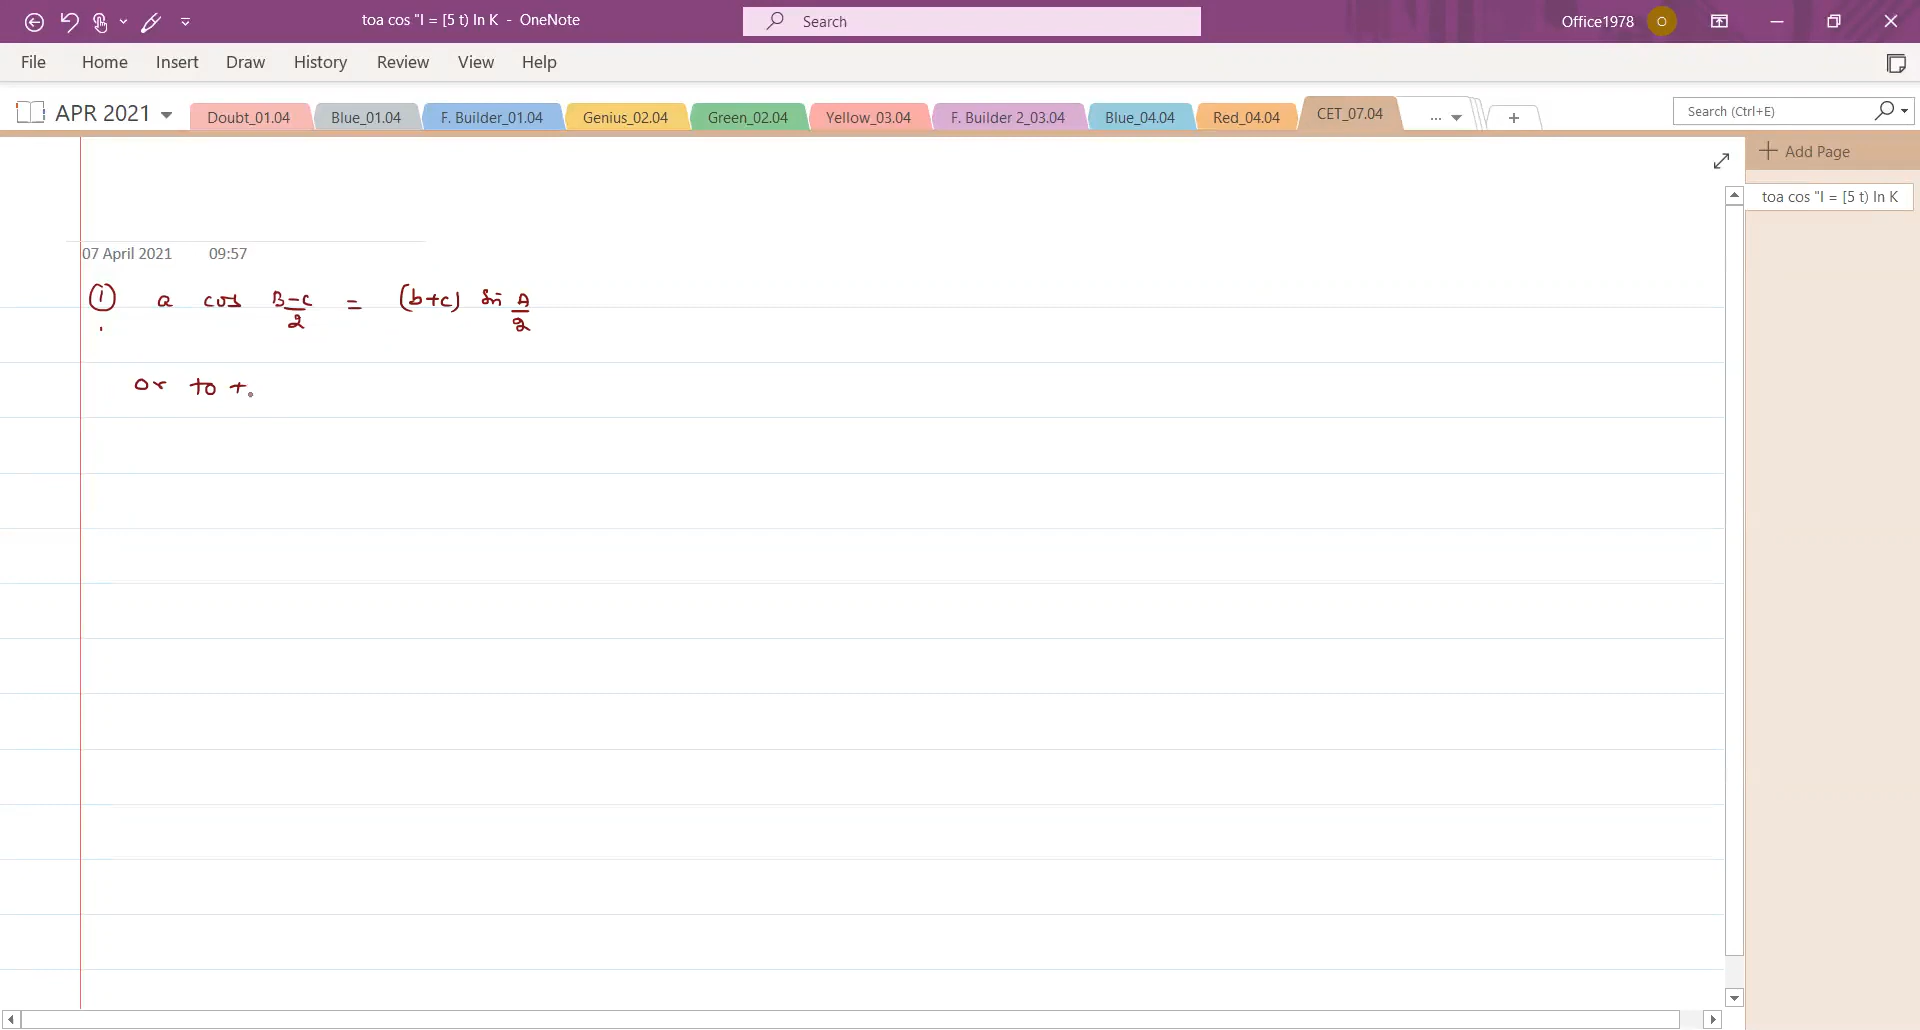 toa cos "I = [5 t) In K - OneNote
Search
Office1978
O
File Home Insert Draw History Review View Help
APR 2021
Doubt_01.04 Blue_01.04 F. Builder_01.04 Genius_02.04 Green_02.04 Yellow_03.04 F. Builder 2_03.04 Blue_04.04 Red_04.04 CET_07.04 ... +
Search (Ctrl+E)
Add Page
toa cos "I = [5 t) In K
07 April 2021 09:57
① a cos B-C/2 = (b+c) sin A/2
or to +